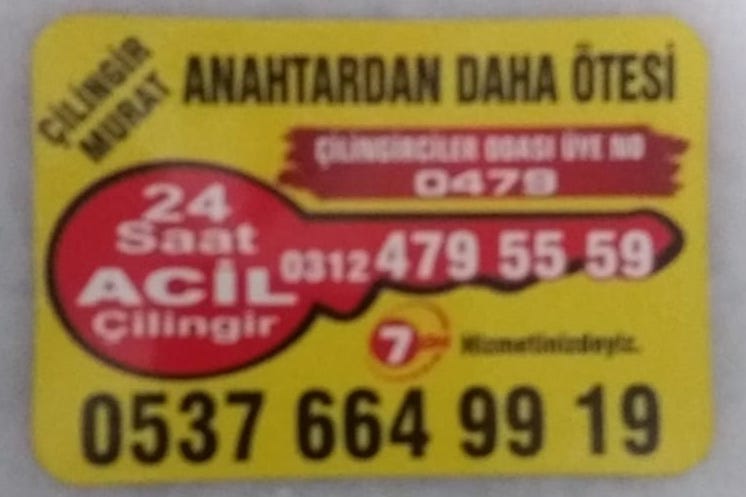 ÇİLİNGİR
MURAT
ANAHTARDAN DAHA ÖTESİ
ÇİLİNGİRCİLER ODASI ÜYE NO
0479
24
Saat
ACİL
Çilingir
0312 479 55 59
7
Hizmetinizdeyiz.
0537 664 99 19